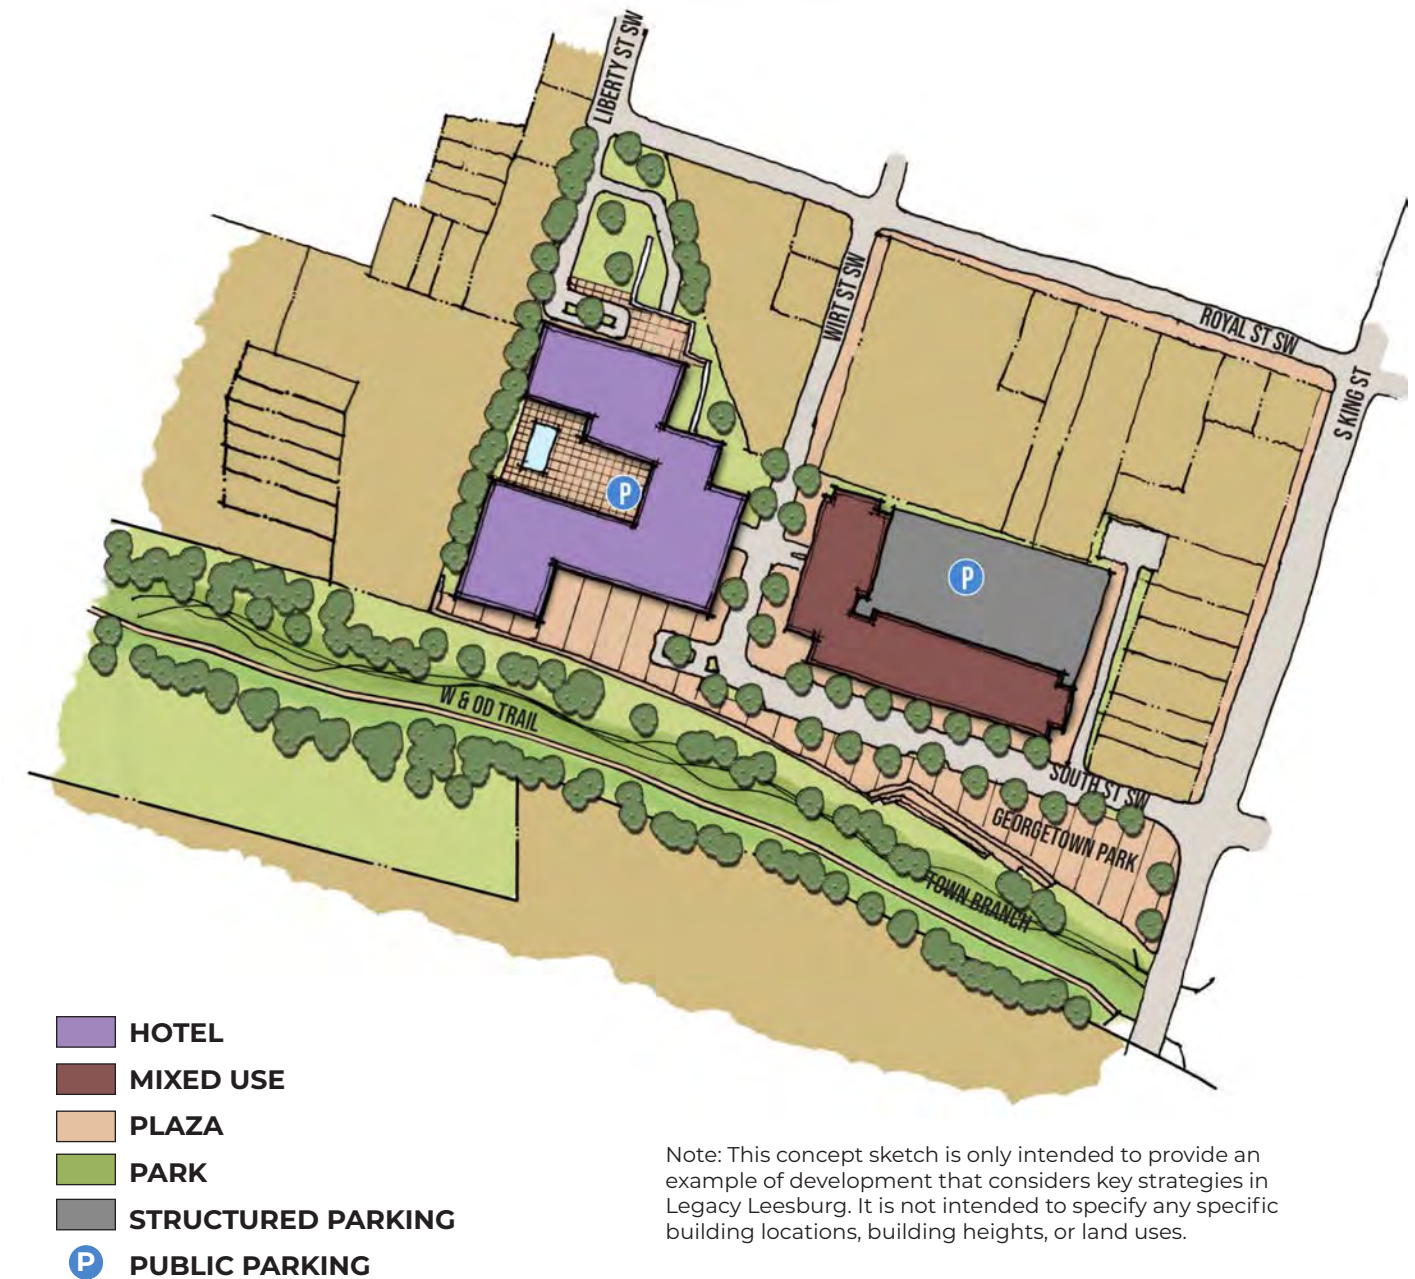 LIBERTY ST SW
WIRT ST SW
ROYAL ST SW
S KING ST
P
P
W & OD TRAIL
SOUTH ST SW
GEORGETOWN PARK
TOWN BRANCH
HOTEL
MIXED USE
PLAZA
PARK
STRUCTURED PARKING
P PUBLIC PARKING
Note: This concept sketch is only intended to provide an
example of development that considers key strategies in
Legacy Leesburg. It is not intended to specify any specific
building locations, building heights, or land uses.